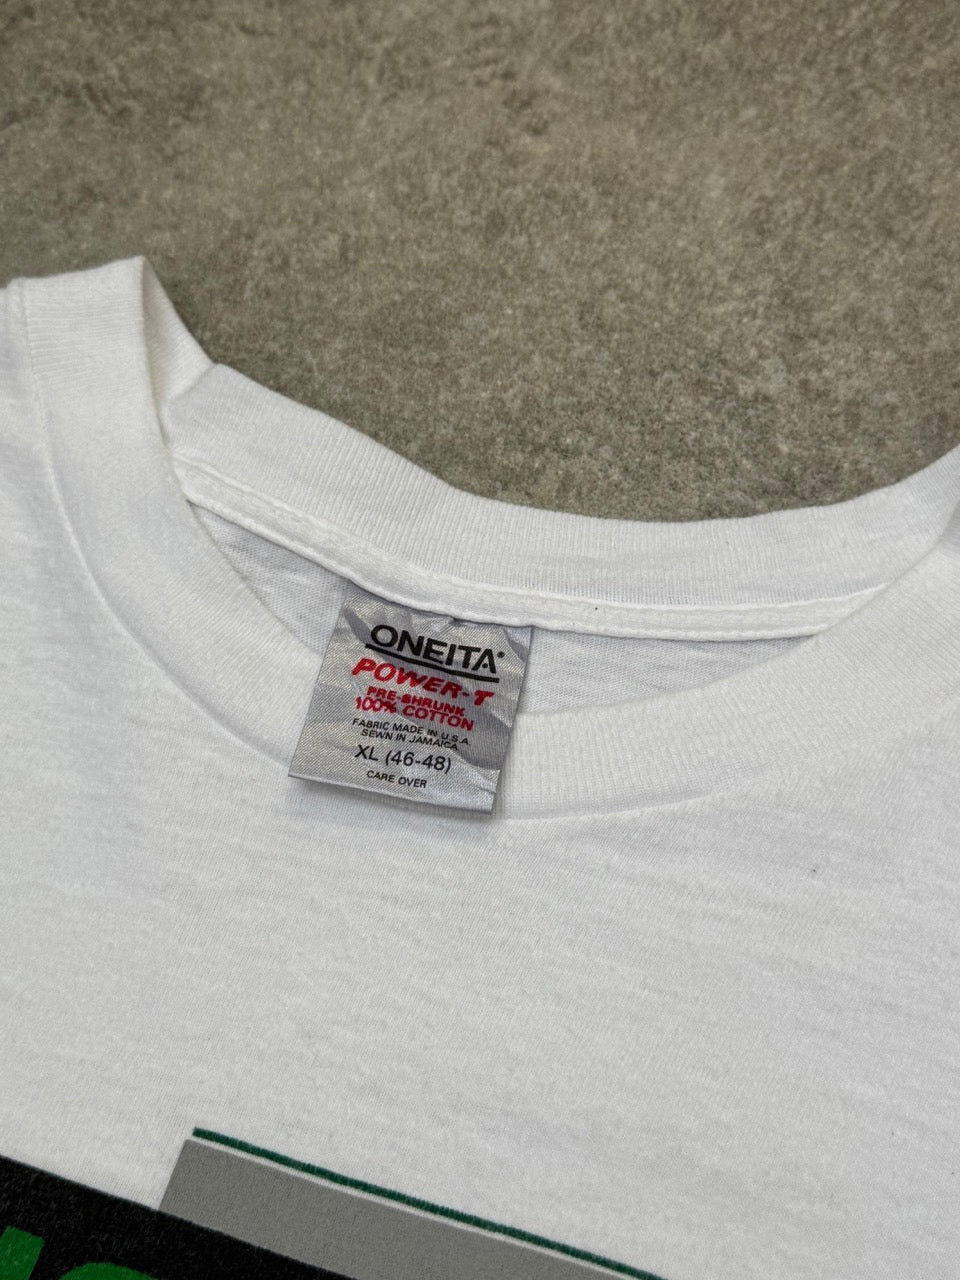 ONEITA®
POWER-T
PRE-SHRUNK
100% COTTON
FABRIC MADE IN U.S.A.
SEWN IN JAMAICA
XL (46-48)
CARE OVER